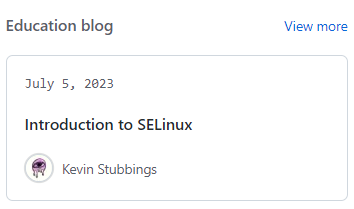 Education blog
View more
July 5, 2023
Introduction to SELinux
Kevin Stubbings